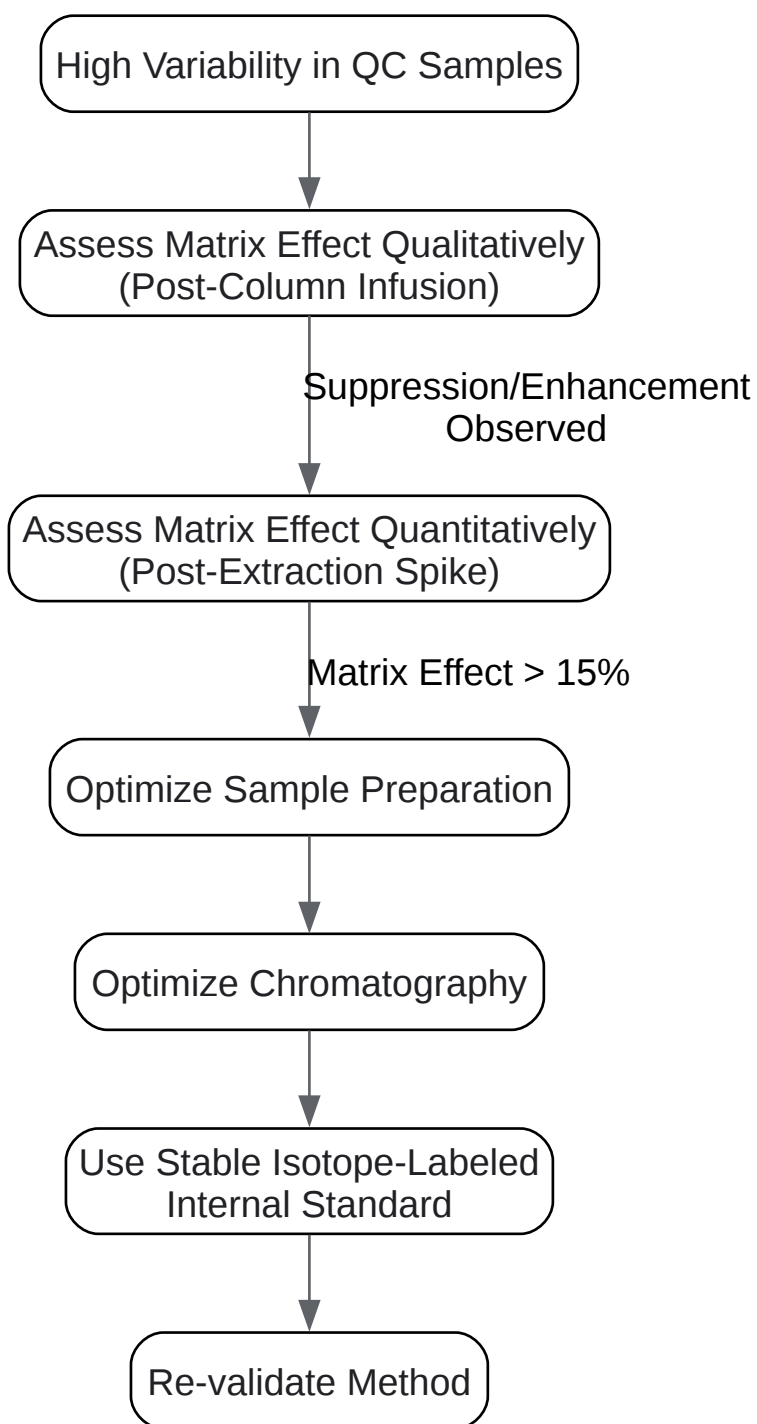 High Variability in QC Samples
Assess Matrix Effect Qualitatively
(Post-Column Infusion)
Suppression/Enhancement
Observed
Assess Matrix Effect Quantitatively
(Post-Extraction Spike)
Matrix Effect > 15%
Optimize Sample Preparation
Optimize Chromatography
Use Stable Isotope-Labeled
Internal Standard
Re-validate Method